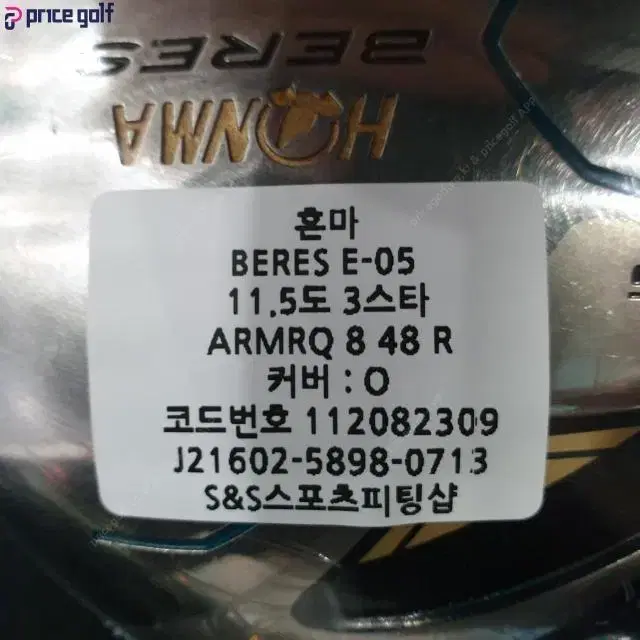 price golf
BERES
HONMA
혼마
BERES E-05
11.5도 3스타
ARMRQ 8 48 R
커버 : O
코드번호 112082309
J21602-5898-0713
S&S스포츠피팅샵